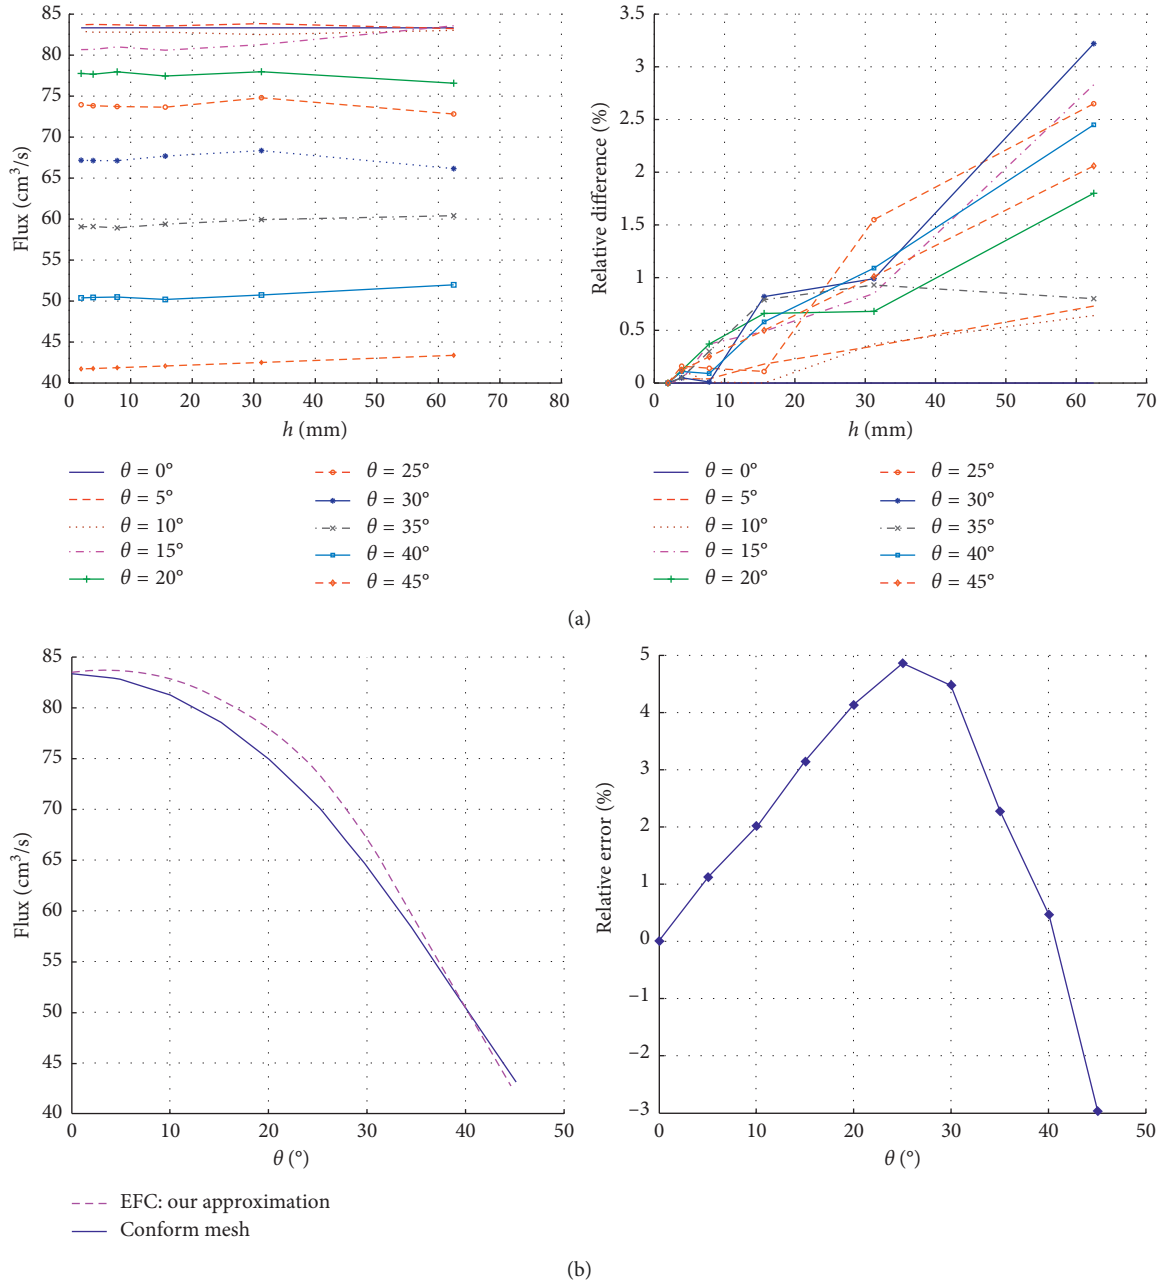 85
80
75
70
65
60
55
50
45
40
Flux (cm³/s)
0 10 20 30 40 50 60 70 80
h (mm)
3.5
3
2.5
2
1.5
1
0.5
0
Relative difference (%)
0 10 20 30 40 50 60 70
h (mm)
θ = 0°
θ = 5°
θ = 10°
θ = 15°
θ = 20°
θ = 25°
θ = 30°
θ = 35°
θ = 40°
θ = 45°
θ = 0°
θ = 5°
θ = 10°
θ = 15°
θ = 20°
θ = 25°
θ = 30°
θ = 35°
θ = 40°
θ = 45°
(a)
85
80
75
70
65
60
55
50
45
40
Flux (cm³/s)
0 10 20 30 40 50
θ (°)
EFC: our approximation
Conform mesh
5
4
3
2
1
0
−1
−2
−3
Relative error (%)
0 10 20 30 40 50
θ (°)
(b)